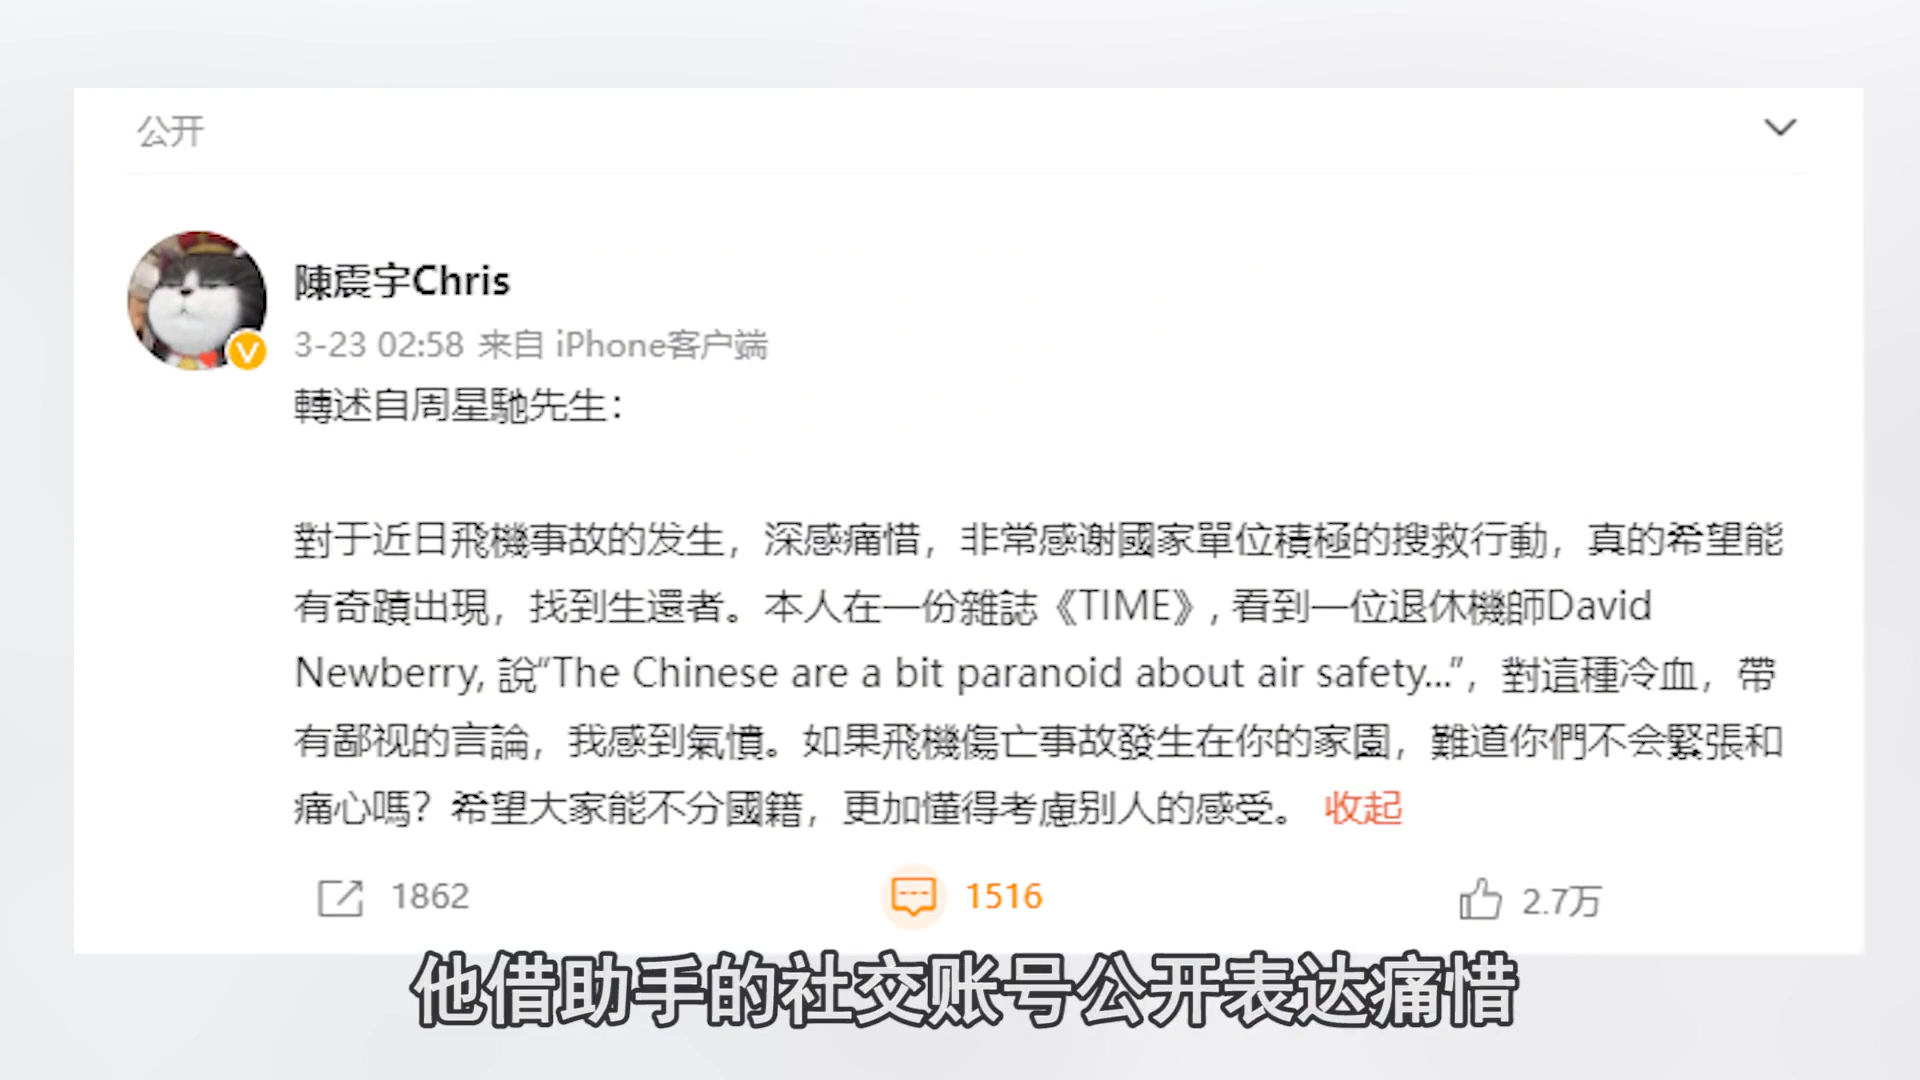 公开
陳震宇Chris
3-23 02:58 来自 iPhone客户端
轉述自周星馳先生：
對于近日飛機事故的发生，深感痛惜，非常感谢國家單位積極的搜救行動，真的希望能
有奇蹟出現，找到生還者。本人在一份雜誌《TIME》, 看到一位退休機師David
Newberry, 說“The Chinese are a bit paranoid about air safety...”，對這種冷血，帶
有鄙视的言論，我感到氣憤。如果飛機傷亡事故發生在你的家園，難道你們不会緊張和
痛心嗎？希望大家能不分國籍，更加懂得考慮别人的感受。 收起
1862 1516 2.7万
他借助手的社交账号公开表达痛惜